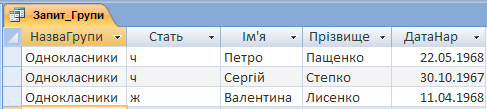 Запит_Групи
НазваГрупи Стать Ім'я Прізвище ДатаНар
Однокласники ч Петро Пащенко 22.05.1968
Однокласники ч Сергій Степко 30.10.1967
Однокласники ж Валентина Лисенко 11.04.1968